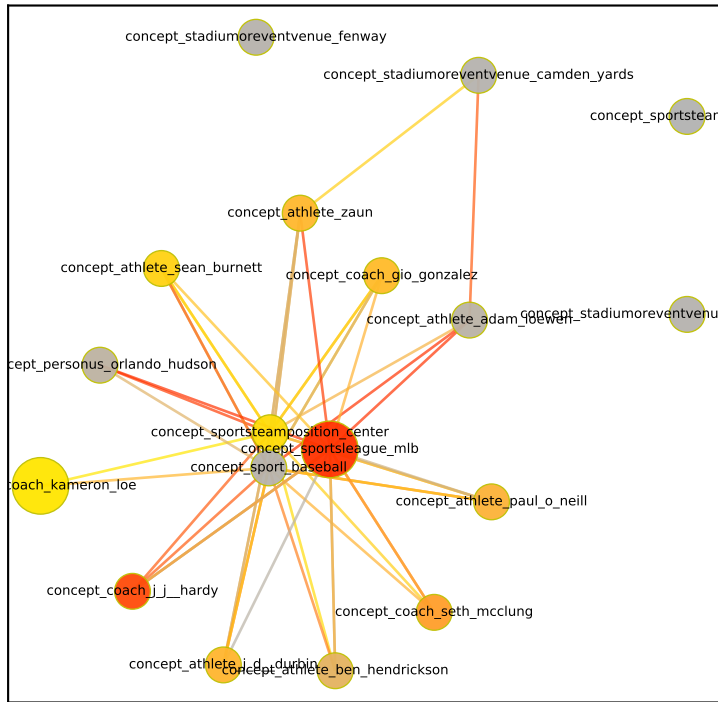 concept_stadiumoreventvenue_fenway
concept_stadiumoreventvenue_camden_yards
concept_sportstear
concept_athlete_zaun
concept_athlete_sean_burnett
concept_coach_gio_gonzalez
concept_athlete_adam_loewen
concept_stadiumoreventvenu
cept_personus_orlando_hudson
concept_sportsteamposition_center
concept_sportsleague_mlb
concept_sport_baseball
coach_kameron_loe
concept_athlete_paul_o_neill
concept_coach_j_j__hardy
concept_coach_seth_mcclung
concept_athlete_j_d__durbin
concept_athlete_ben_hendrickson